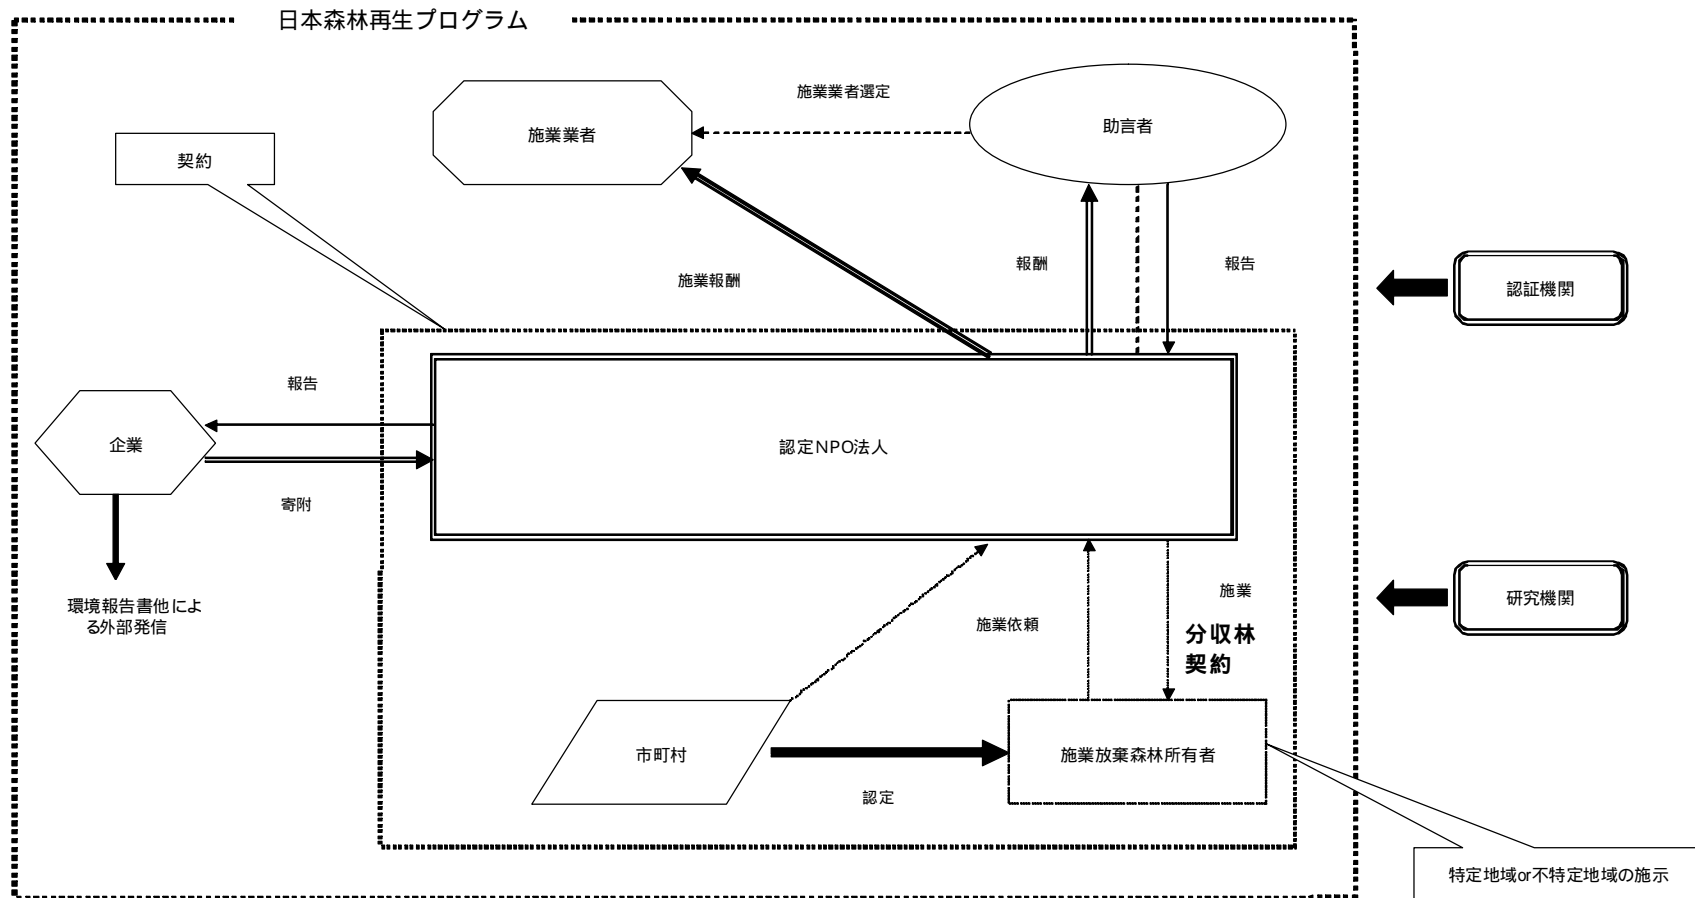 日本森林再生プログラム
施業業者選定
施業業者
助言者
契約
施業報酬
報酬
報告
認証機関
報告
企業
認定NPO法人
寄附
環境報告書他によ
る外部発信
施業依頼
施業
分収林
契約
研究機関
市町村
施業放棄森林所有者
認定
特定地域or不特定地域の施示